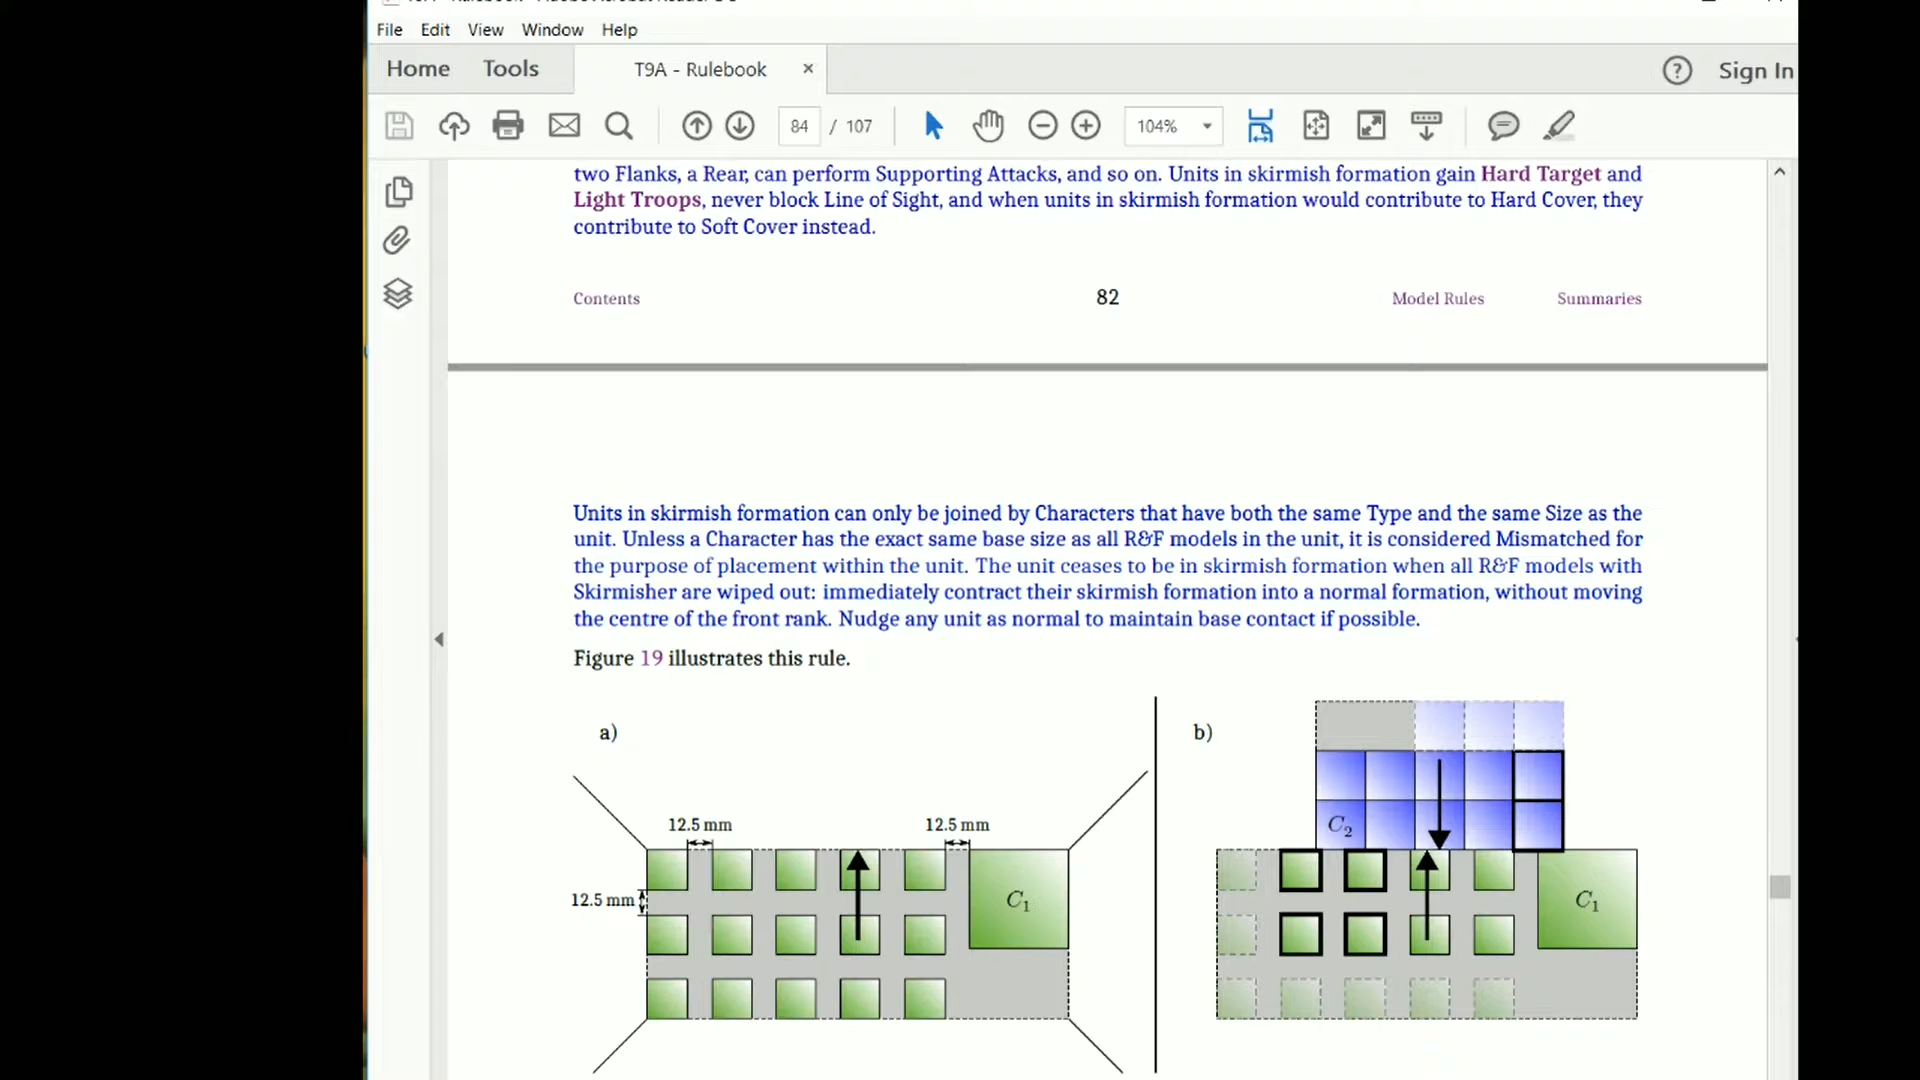 File Edit View Window Help
Home Tools T9A - Rulebook × ? Sign In
84 / 107 104%
two Flanks, a Rear, can perform Supporting Attacks, and so on. Units in skirmish formation gain Hard Target and
Light Troops, never block Line of Sight, and when units in skirmish formation would contribute to Hard Cover, they
contribute to Soft Cover instead.
Contents 82 Model Rules Summaries
Units in skirmish formation can only be joined by Characters that have both the same Type and the same Size as the
unit. Unless a Character has the exact same base size as all R&F models in the unit, it is considered Mismatched for
the purpose of placement within the unit. The unit ceases to be in skirmish formation when all R&F models with
Skirmisher are wiped out: immediately contract their skirmish formation into a normal formation, without moving
the centre of the front rank. Nudge any unit as normal to maintain base contact if possible.
Figure 19 illustrates this rule.
a)
12.5 mm 12.5 mm
12.5 mm
C₁
b)
C₂
C₁